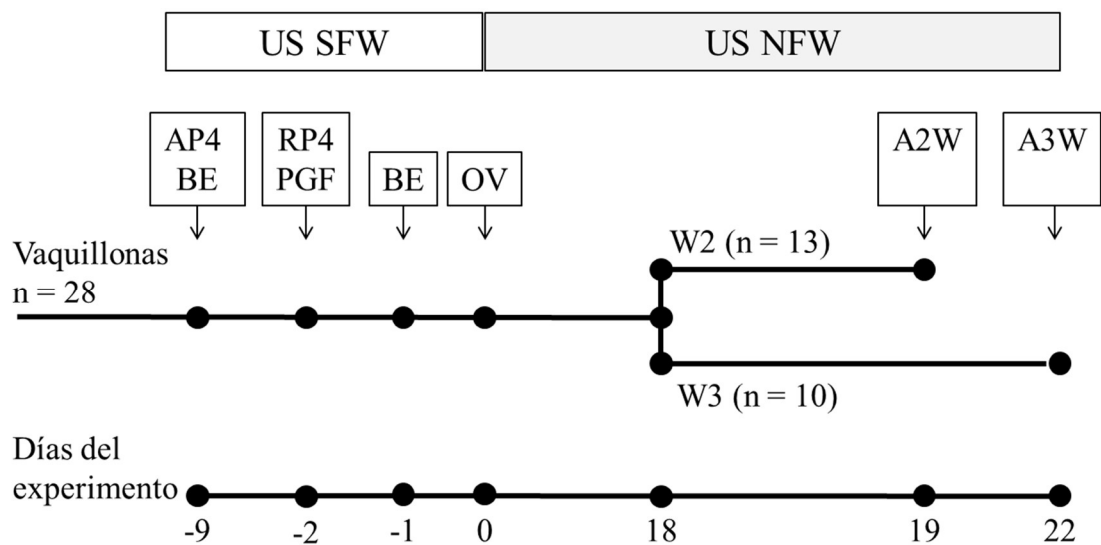 US SFW
US NFW
AP4
BE
RP4
PGF
BE
OV
A2W
A3W
Vaquillonas
n = 28
W2 (n = 13)
W3 (n = 10)
Días del
experimento
-9
-2
-1
0
18
19
22